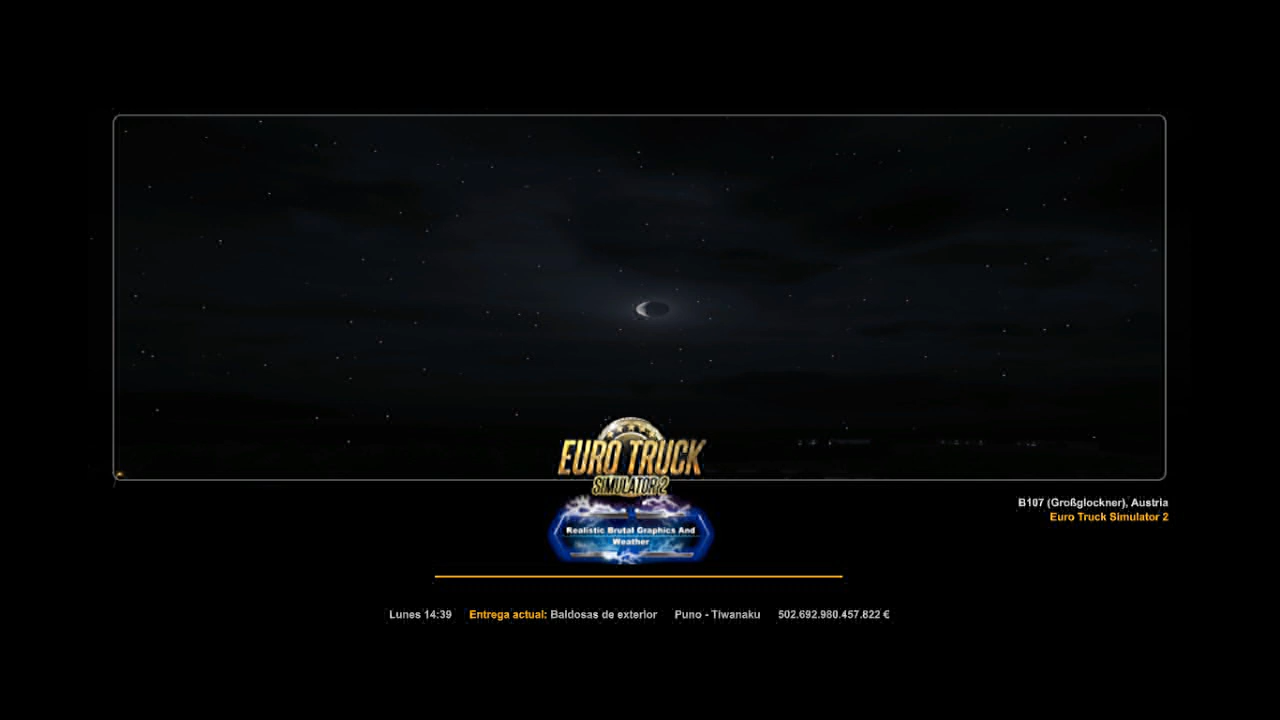 EURO TRUCK
SIMULATOR 2
B107 (Großglockner), Austria
Euro Truck Simulator 2
Realistic Brutal Graphics And
Weather
Lunes 14:39 Entrega actual: Baldosas de exterior Puno - Tiwanaku 502.692.980.457.822 €